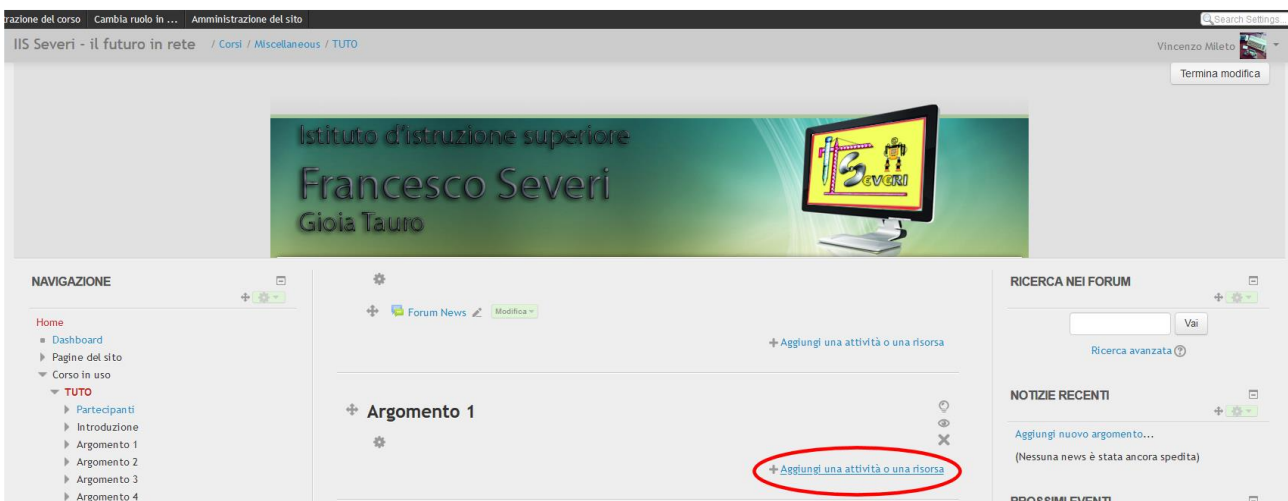 razione del corso Cambia ruolo in ... Amministrazione del sito
Search Settings...
IIS Severi - il futuro in rete / Corsi / Miscellaneous / TUTO
Vincenzo Mileto
Termina modifica
Istituto d'istruzione superiore
Francesco Severi
Gioia Tauro
SEVERI
NAVIGAZIONE
Home
Dashboard
Pagine del sito
Corso in uso
TUTO
Partecipanti
Introduzione
Argomento 1
Argomento 2
Argomento 3
Argomento 4
Forum News Modifica
Aggiungi una attività o una risorsa
Argomento 1
Aggiungi una attività o una risorsa
RICERCA NEI FORUM
Vai
Ricerca avanzata
NOTIZIE RECENTI
Aggiungi nuovo argomento...
(Nessuna news è stata ancora spedita)
PROSSIMI EVENTI